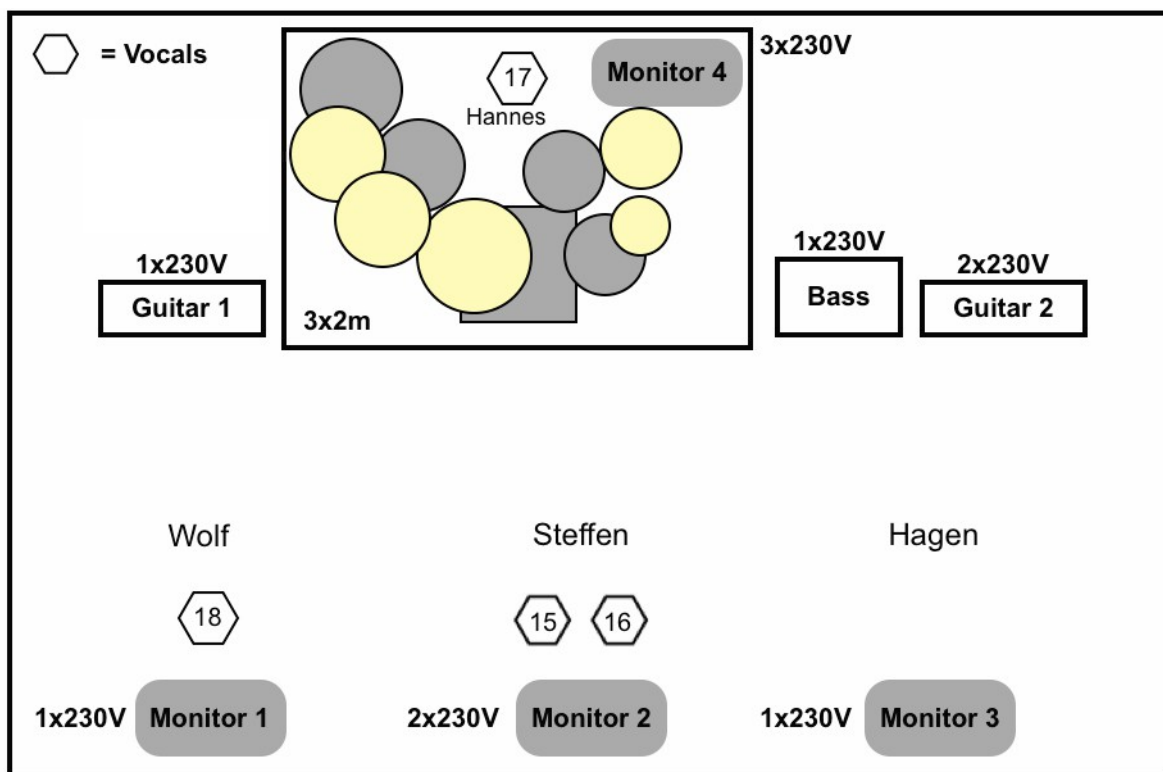 = Vocals
3x230V
17
Monitor 4
Hannes
1x230V
Guitar 1
3x2m
1x230V
Bass
2x230V
Guitar 2
Wolf
Steffen
Hagen
18
15
16
1x230V
Monitor 1
2x230V
Monitor 2
1x230V
Monitor 3